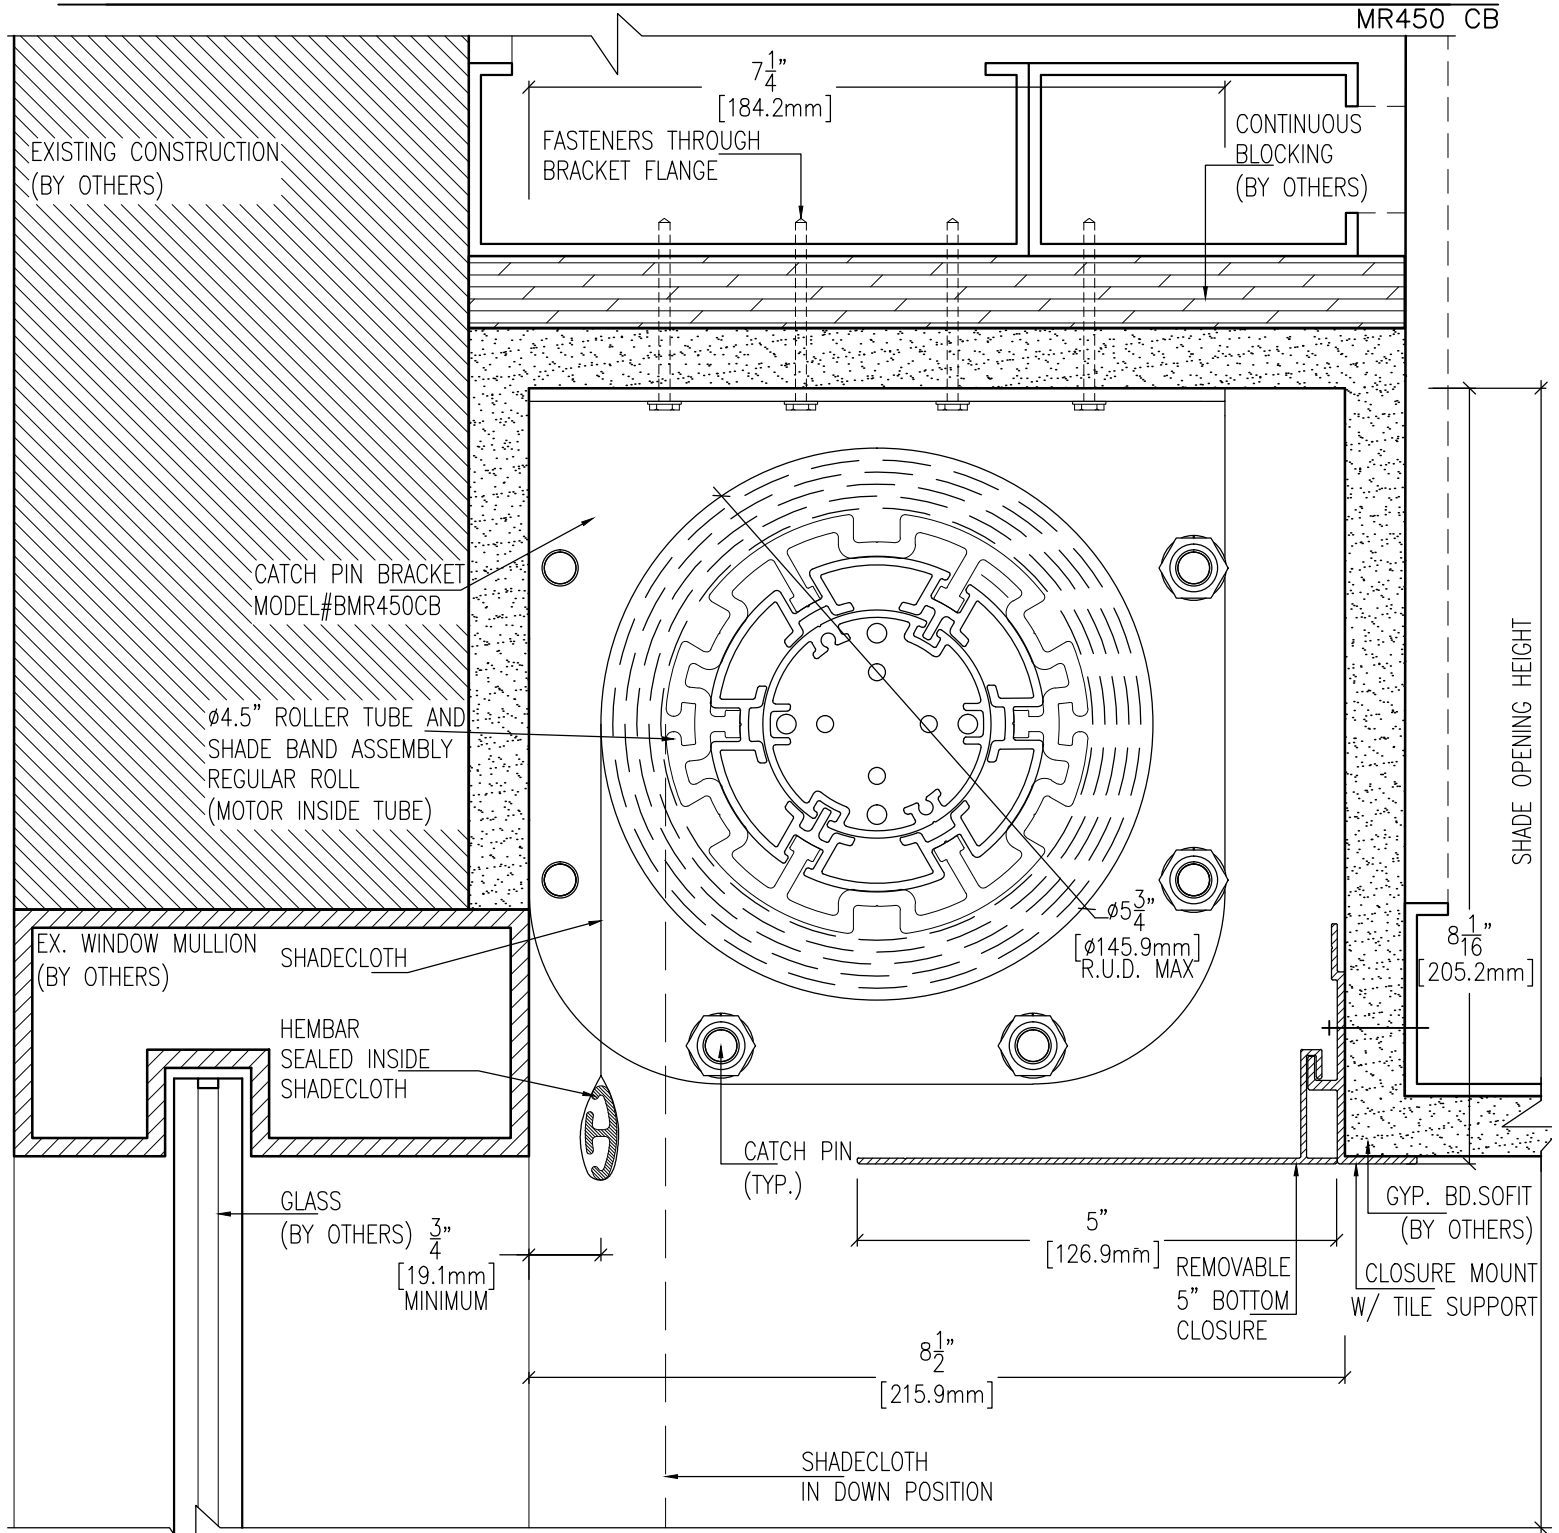 MR450 CB
7 1/4"
[184.2mm]
FASTENERS THROUGH
BRACKET FLANGE
CONTINUOUS
BLOCKING
(BY OTHERS)
EXISTING CONSTRUCTION
(BY OTHERS)
CATCH PIN BRACKET
MODEL#BMR450CB
ø4.5" ROLLER TUBE AND
SHADE BAND ASSEMBLY
REGULAR ROLL
(MOTOR INSIDE TUBE)
SHADE OPENING HEIGHT
ø5 3/4"
[ø145.9mm]
R.U.D. MAX
8 1/16"
[205.2mm]
EX. WINDOW MULLION
(BY OTHERS)
SHADECLOTH
HEMBAR
SEALED INSIDE
SHADECLOTH
CATCH PIN
(TYP.)
GLASS
(BY OTHERS)
3/4"
[19.1mm]
MINIMUM
5"
[126.9mm]
REMOVABLE
5" BOTTOM
CLOSURE
GYP. BD.SOFIT
(BY OTHERS)
CLOSURE MOUNT
W/ TILE SUPPORT
8 1/2"
[215.9mm]
SHADECLOTH
IN DOWN POSITION